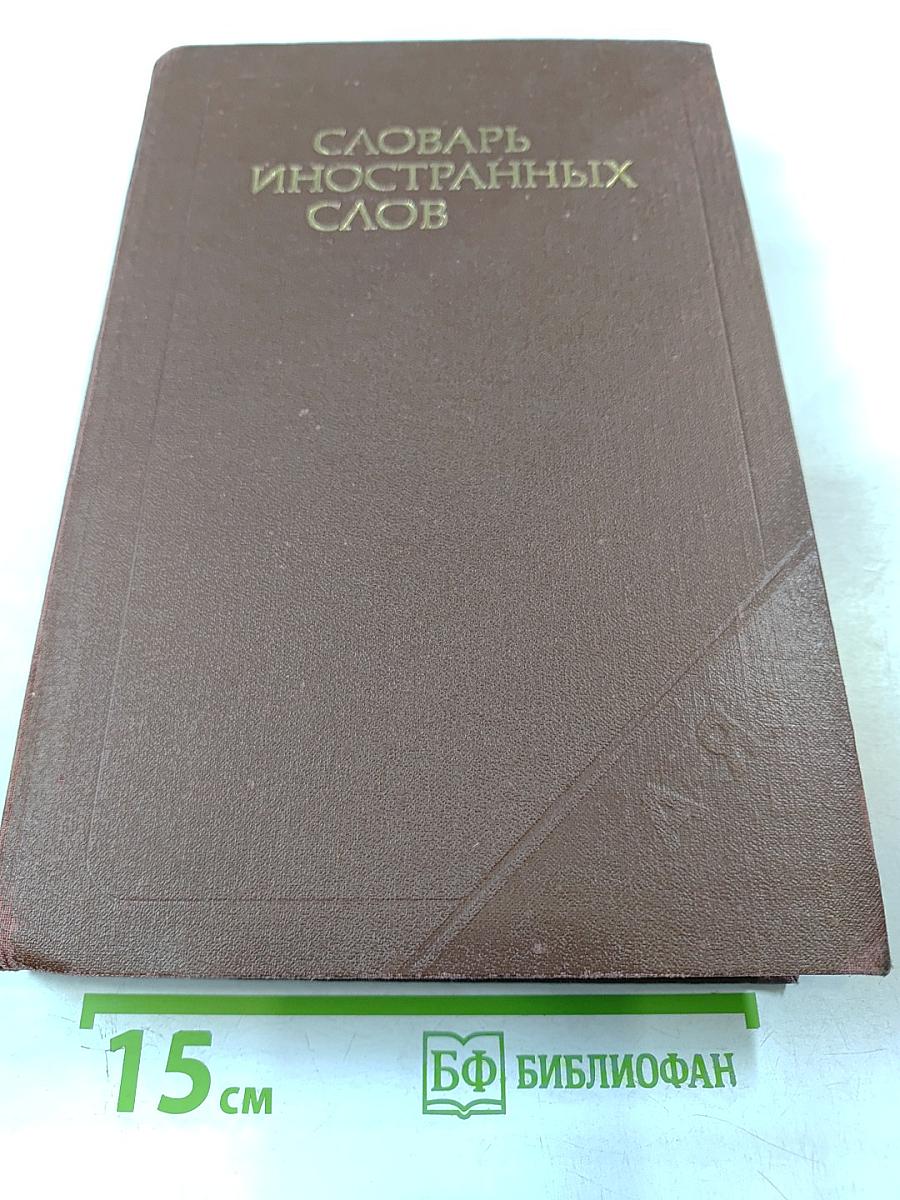 СЛОВАРЬ
ИНОСТРАННЫХ
СЛОВ
А-Я
15 см
БФ БИБЛИОФАН